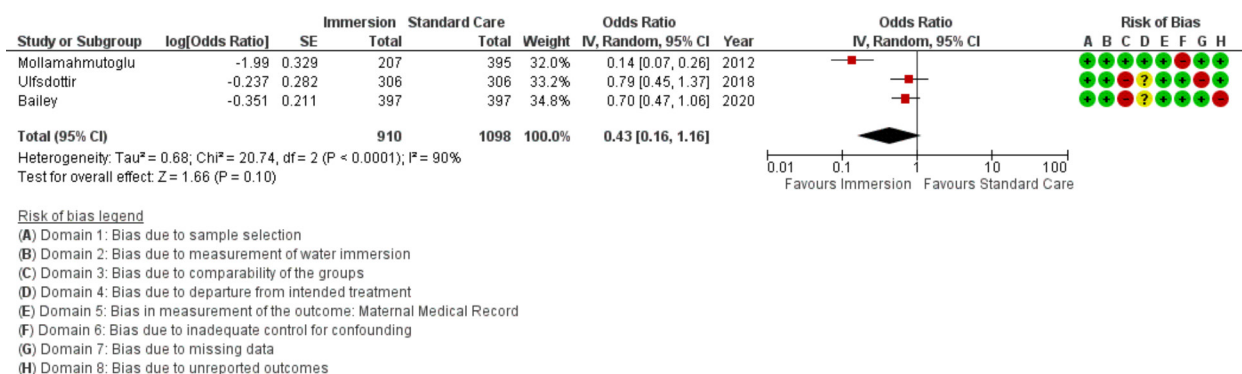 Immersion Standard Care Odds Ratio Odds Ratio Risk of Bias
Study or Subgroup log[Odds Ratio] SE Total Total Weight IV, Random, 95% CI Year IV, Random, 95% CI A B C D E F G H
Mollamahmutoglu -1.99 0.329 207 395 32.0% 0.14 [0.07, 0.26] 2012 + + + + + - + +
Ulfsdottir -0.237 0.282 306 306 33.2% 0.79 [0.45, 1.37] 2018 + + - ? + + - +
Bailey -0.351 0.211 397 397 34.8% 0.70 [0.47, 1.06] 2020 + + - ? + + + -
Total (95% CI) 910 1098 100.0% 0.43 [0.16, 1.16]
Heterogeneity: Tau² = 0.68; Chi² = 20.74, df = 2 (P < 0.0001); I² = 90%
Test for overall effect: Z = 1.66 (P = 0.10)
0.01 0.1 1 10 100
Favours Immersion Favours Standard Care
Risk of bias legend
(A) Domain 1: Bias due to sample selection
(B) Domain 2: Bias due to measurement of water immersion
(C) Domain 3: Bias due to comparability of the groups
(D) Domain 4: Bias due to departure from intended treatment
(E) Domain 5: Bias in measurement of the outcome: Maternal Medical Record
(F) Domain 6: Bias due to inadequate control for confounding
(G) Domain 7: Bias due to missing data
(H) Domain 8: Bias due to unreported outcomes